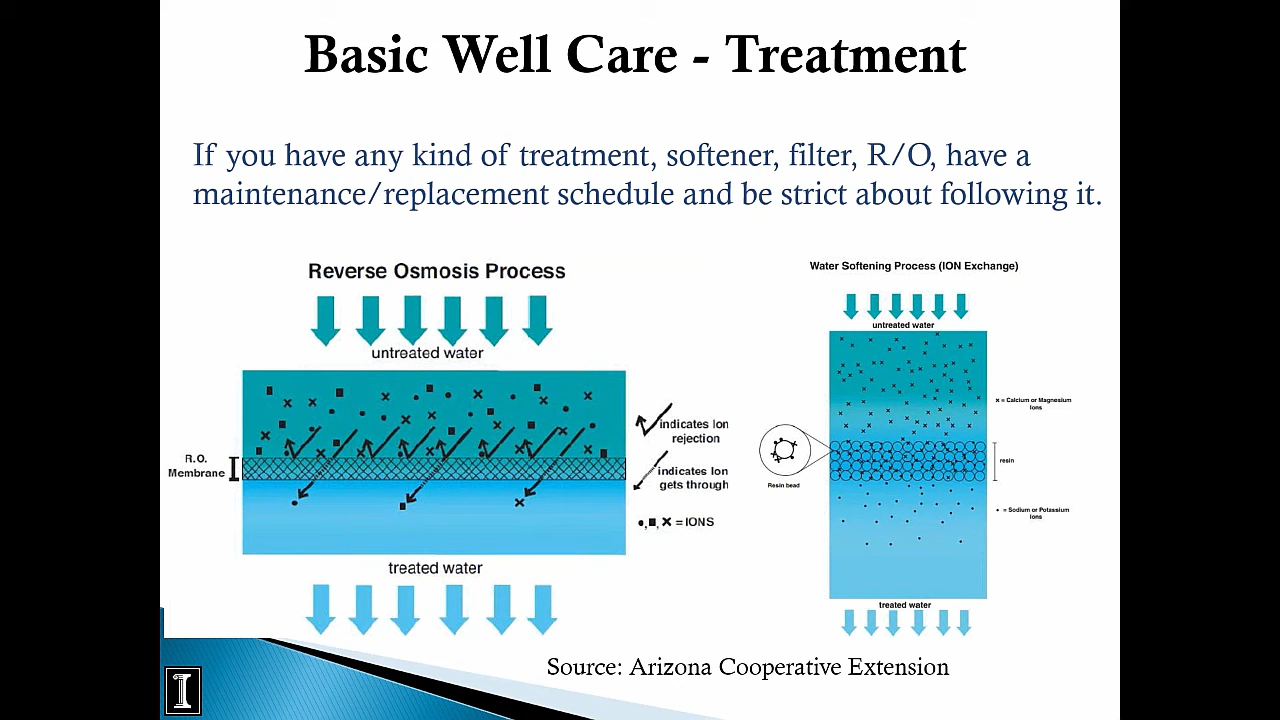 Basic Well Care - Treatment
If you have any kind of treatment, softener, filter, R/O, have a
maintenance/replacement schedule and be strict about following it.
Reverse Osmosis Process
untreated water
indicates Ion
rejection
R.O.
Membrane
indicates Ion
gets through
●,■, ✕ = IONS
treated water
Water Softening Process (ION Exchange)
untreated water
x = Calcium or Magnesium
Ions
resin
Resin bead
• = Sodium or Potassium
Ions
treated water
Source: Arizona Cooperative Extension
I